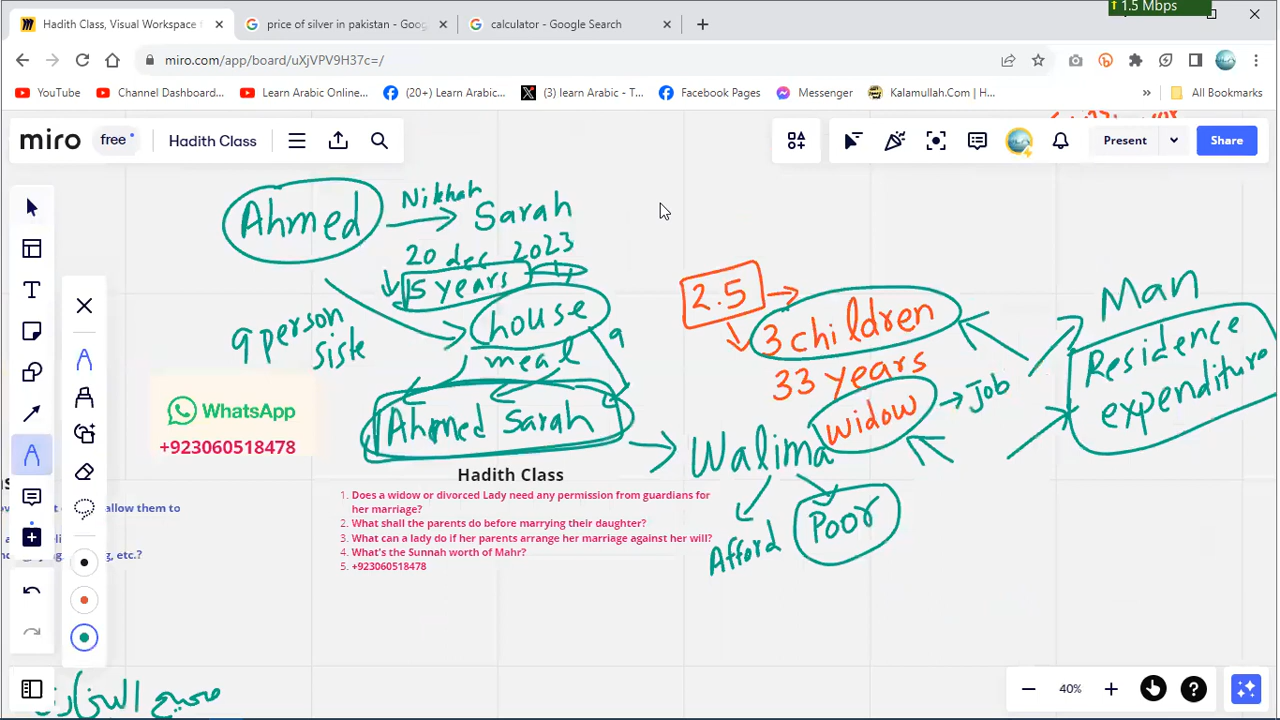 1.5 Mbps
Hadith Class, Visual Workspace
price of silver in pakistan - Goog
calculator - Google Search
miro.com/app/board/uXjVPV9H37c=/
YouTube
Channel Dashboard...
Learn Arabic Online...
(20+) Learn Arabic...
(3) learn Arabic - T...
Facebook Pages
Messenger
Kalamullah.Com | H...
All Bookmarks
miro
free
Hadith Class
Present
Share
Ahmed
Nikhah
Sarah
20 dec 2023
15 years
9 person
siste
house
meal
9
Ahmed Sarah
2.5
3 children
33 years
widow
Job
Man
Residence
expenditure
Walima
Afford
Poor
WhatsApp
+923060518478
Hadith Class
1. Does a widow or divorced Lady need any permission from guardians for
her marriage?
2. What shall the parents do before marrying their daughter?
3. What can a lady do if her parents arrange her marriage against her will?
4. What's the Sunnah worth of Mahr?
5. +923060518478
allow them to
etc.?
40%